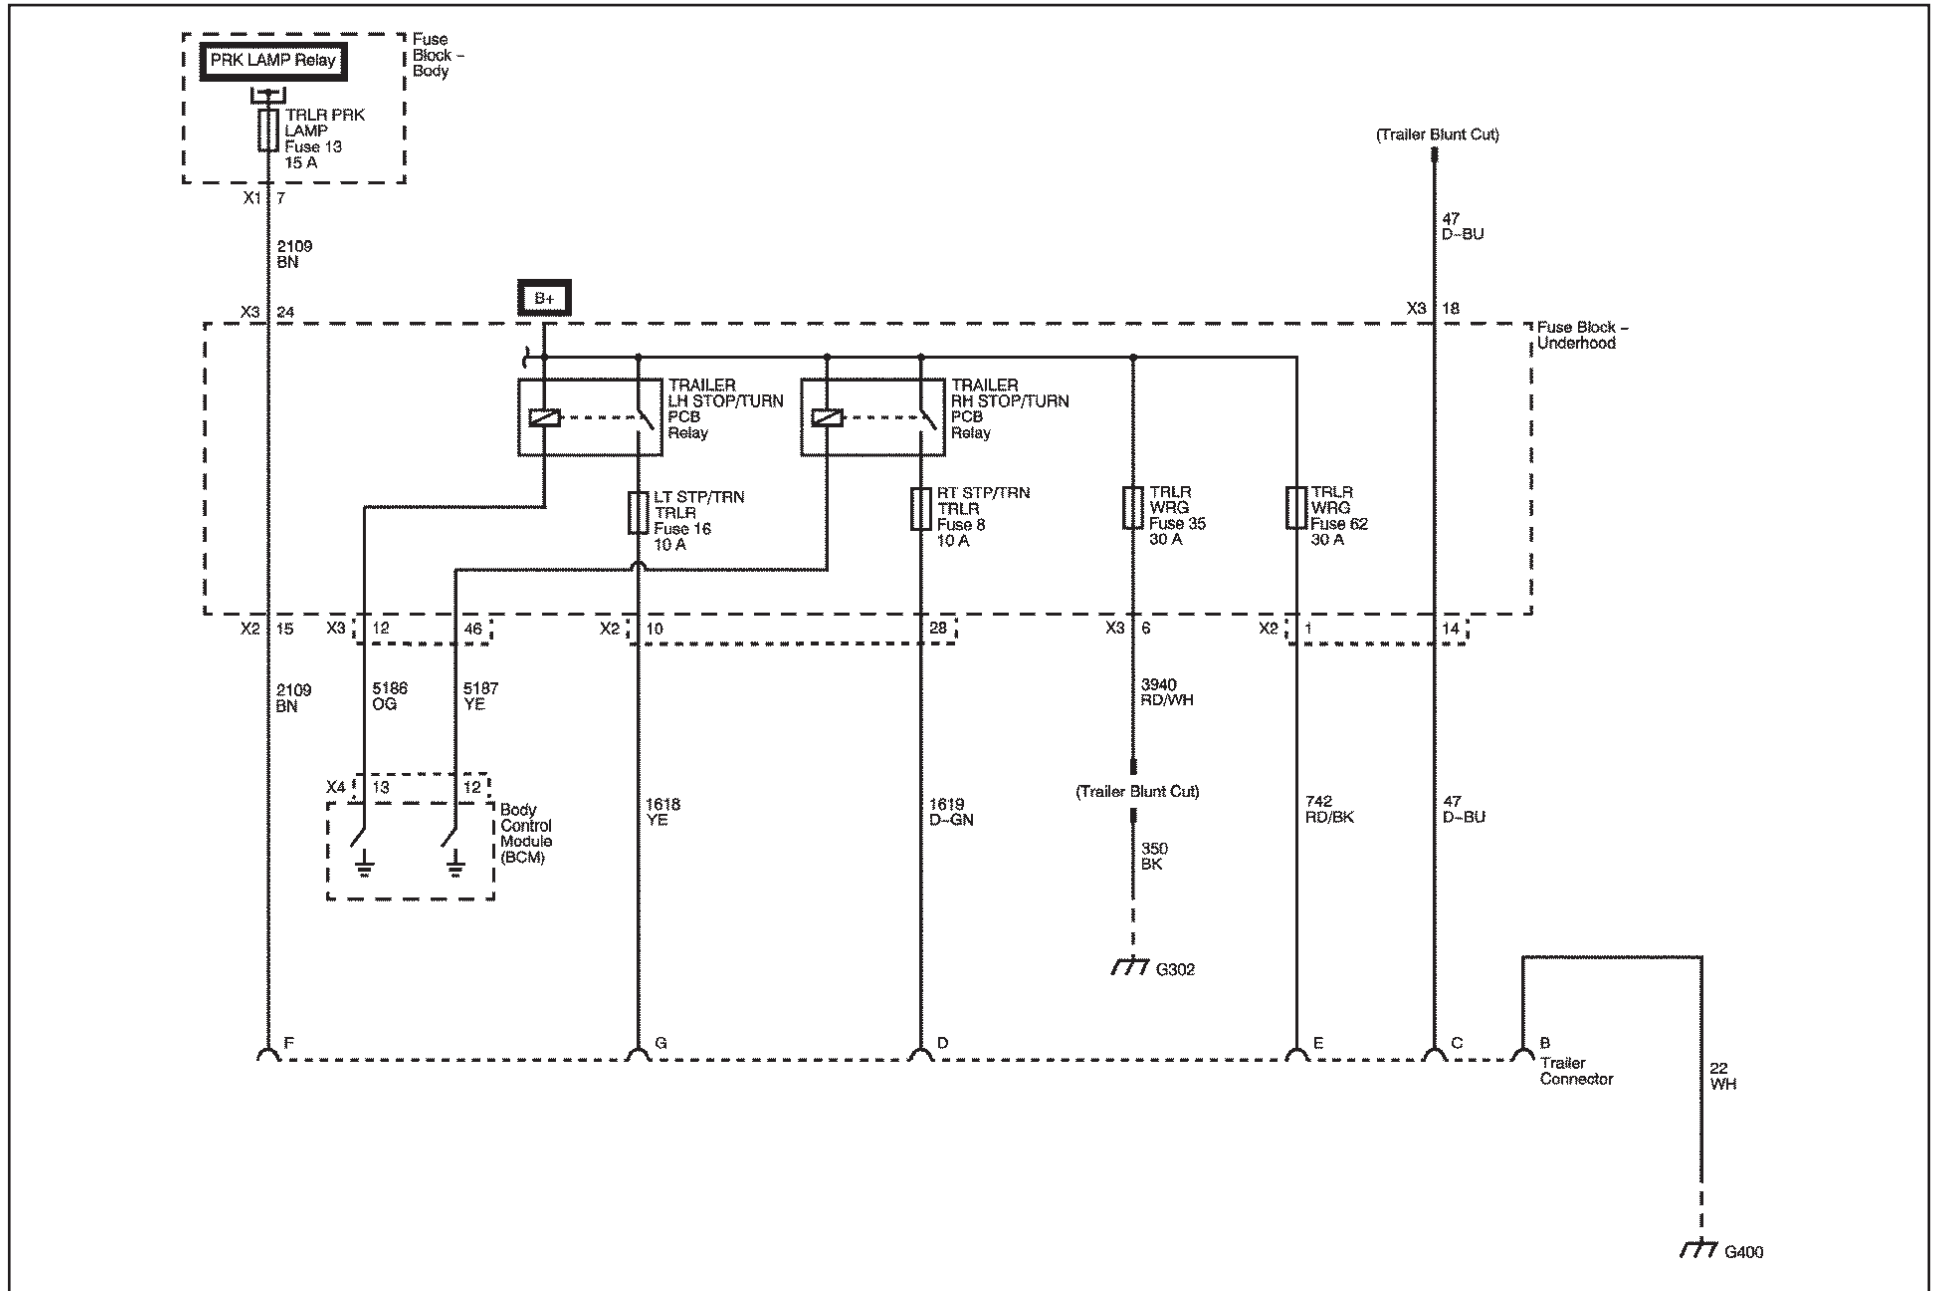 PRK LAMP Relay
Fuse
Block –
Body
TRLR PRK
LAMP
Fuse 13
15 A
X1 7
2109
BN
X3 24
B+
(Trailer Blunt Cut)
47
D-BU
X3 18
Fuse Block –
Underhood
TRAILER
LH STOP/TURN
PCB
Relay
TRAILER
RH STOP/TURN
PCB
Relay
LT STP/TRN
TRLR
Fuse 16
10 A
RT STP/TRN
TRLR
Fuse 8
10 A
TRLR
WRG
Fuse 35
30 A
TRLR
WRG
Fuse 62
30 A
X2 15 X3 12 46 X2 10 28 X3 6 X2 1 14
2109
BN
5186
OG
5187
YE
3940
RD/WH
X4 13 12
Body
Control
Module
(BCM)
1618
YE
1619
D-GN
(Trailer Blunt Cut)
350
BK
742
RD/BK
47
D-BU
G302
F G D E C B
Trailer
Connector
22
WH
G400